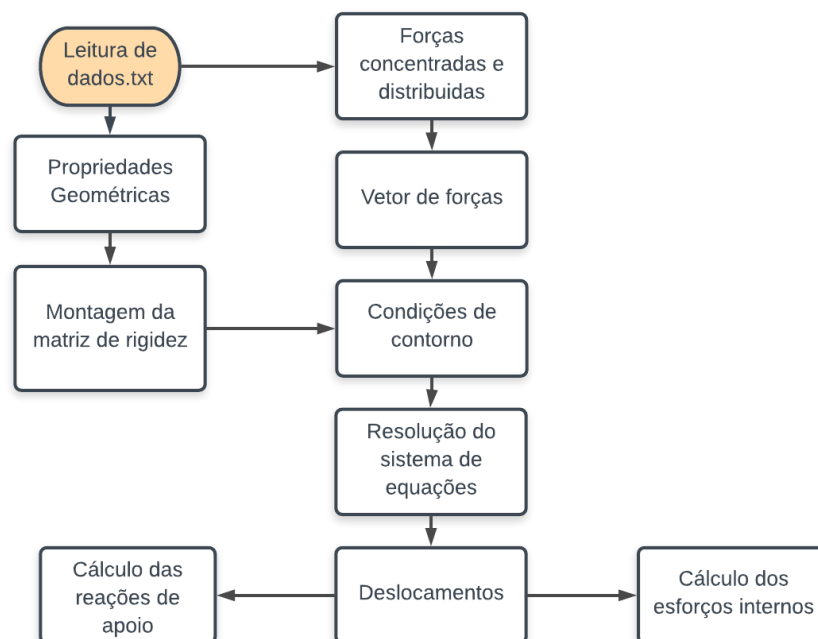 Leitura de
dados.txt
Forças
concentradas e
distribuidas
Propriedades
Geométricas
Vetor de forças
Montagem da
matriz de rigidez
Condições de
contorno
Resolução do
sistema de
equações
Cálculo das
reações de
apoio
Deslocamentos
Cálculo dos
esforços internos